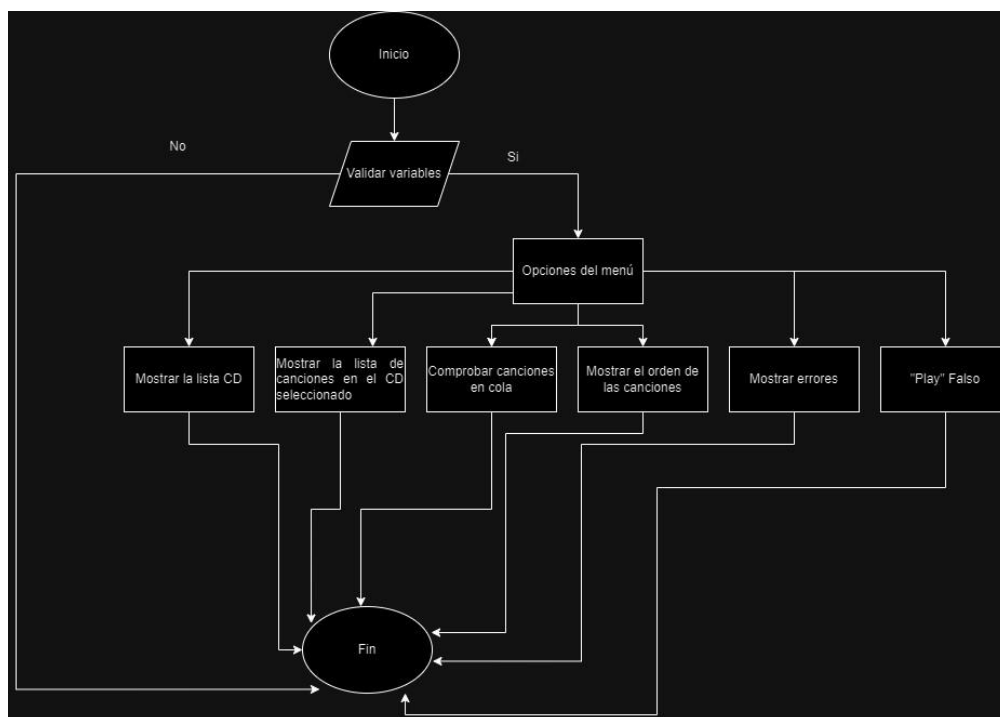 Inicio
No
Si
Validar variables
Opciones del menú
Mostrar la lista CD
Mostrar la lista de
canciones en el CD
seleccionado
Comprobar canciones
en cola
Mostrar el orden de
las canciones
Mostrar errores
"Play" Falso
Fin